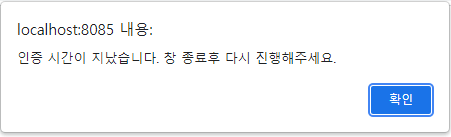 localhost:8085 내용:
인증 시간이 지났습니다. 창 종료후 다시 진행해주세요.
확인